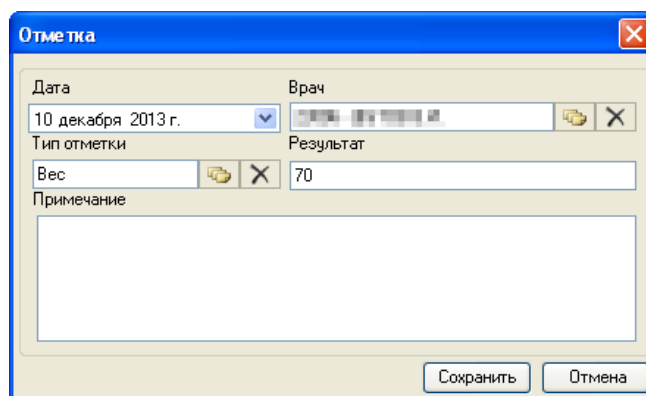 Отметка
Дата Врач
10 декабря 2013 г.
Тип отметки Результат
Вес 70
Примечание
Сохранить Отмена